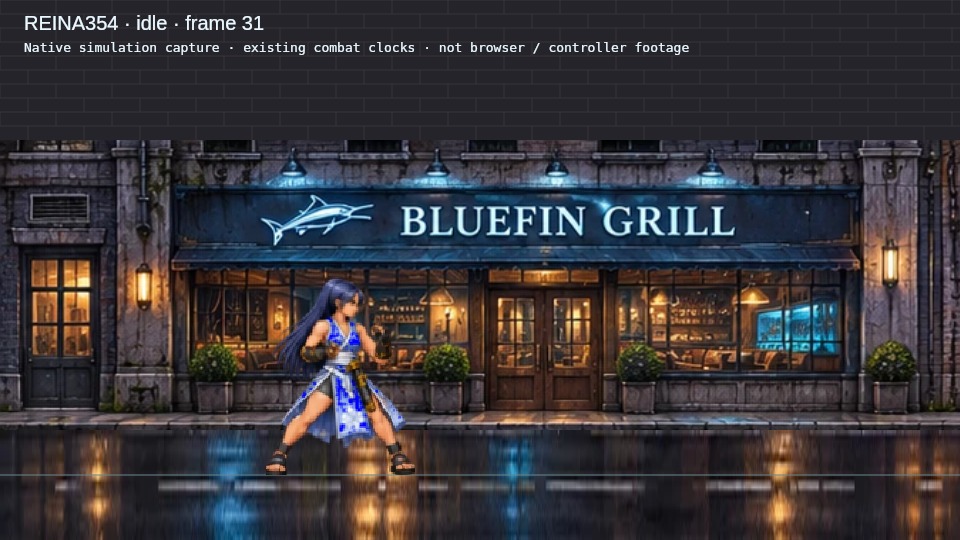 REINA354 · idle · frame 31
Native simulation capture · existing combat clocks · not browser / controller footage
BLUEFIN GRILL